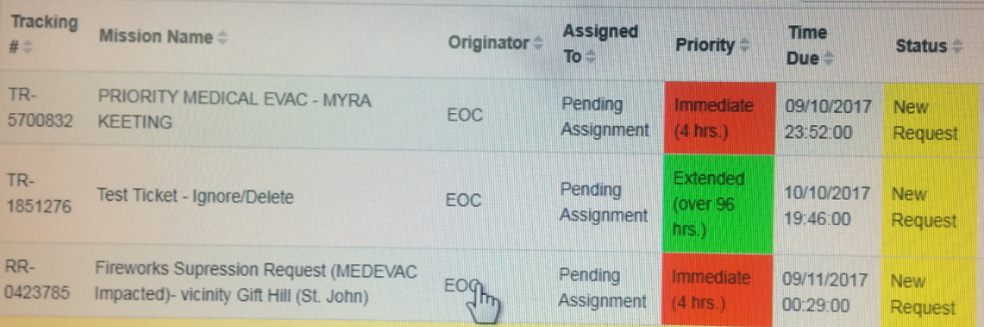 Tracking # Mission Name Originator Assigned To Priority Time Due Status
TR-5700832 PRIORITY MEDICAL EVAC - MYRA KEETING EOC Pending Assignment Immediate (4 hrs.) 09/10/2017 23:52:00 New Request
TR-1851276 Test Ticket - Ignore/Delete EOC Pending Assignment Extended (over 96 hrs.) 10/10/2017 19:46:00 New Request
RR-0423785 Fireworks Supression Request (MEDEVAC Impacted)- vicinity Gift Hill (St. John) EOC Pending Assignment Immediate (4 hrs.) 09/11/2017 00:29:00 New Request